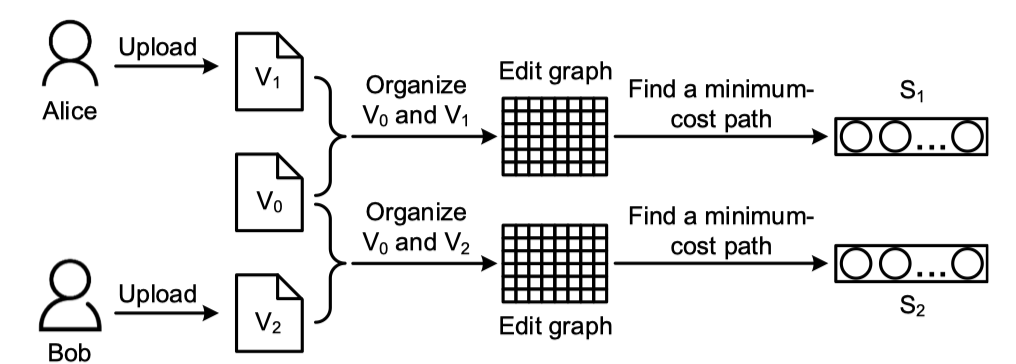 Alice
Upload
V₁
V₀
Organize
V₀ and V₁
Edit graph
Find a minimum-
cost path
S₁
...
Bob
Upload
V₂
Organize
V₀ and V₂
Edit graph
Find a minimum-
cost path
...
S₂